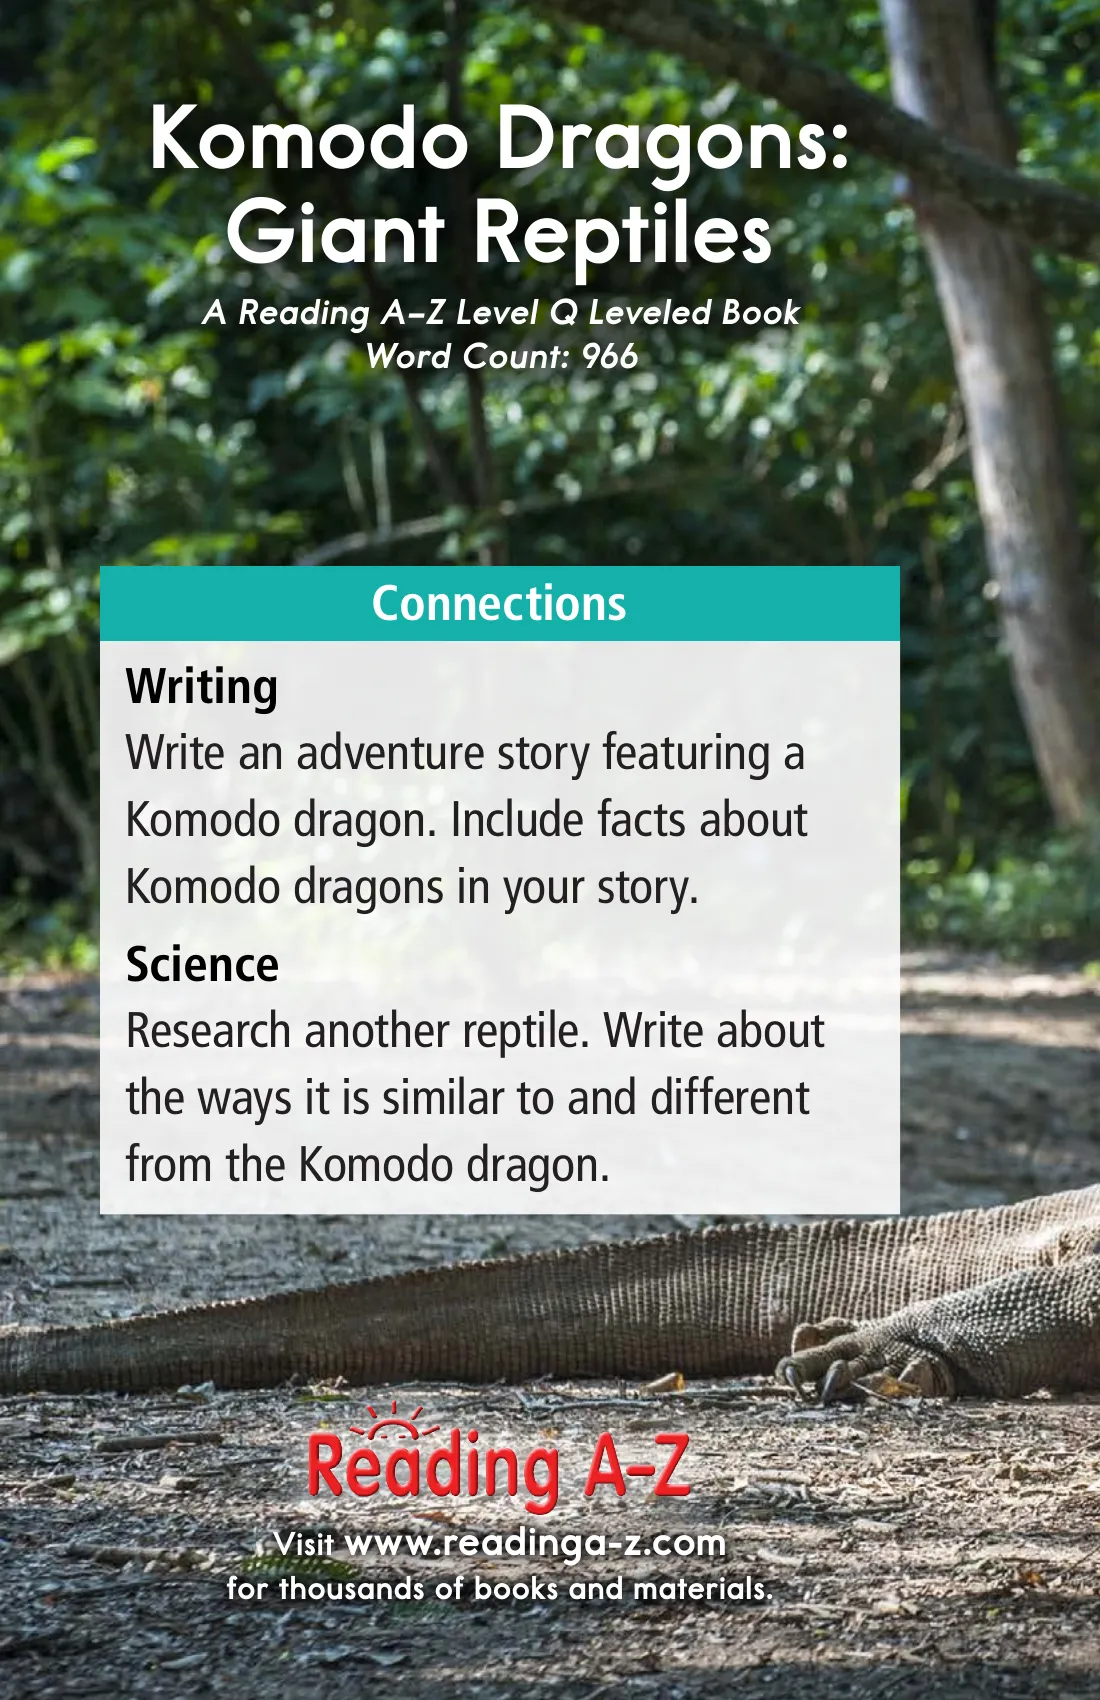 Komodo Dragons:
Giant Reptiles
A Reading A–Z Level Q Leveled Book
Word Count: 966
Connections
Writing
Write an adventure story featuring a
Komodo dragon. Include facts about
Komodo dragons in your story.
Science
Research another reptile. Write about
the ways it is similar to and different
from the Komodo dragon.
Reading A–Z
Visit www.readinga-z.com
for thousands of books and materials.